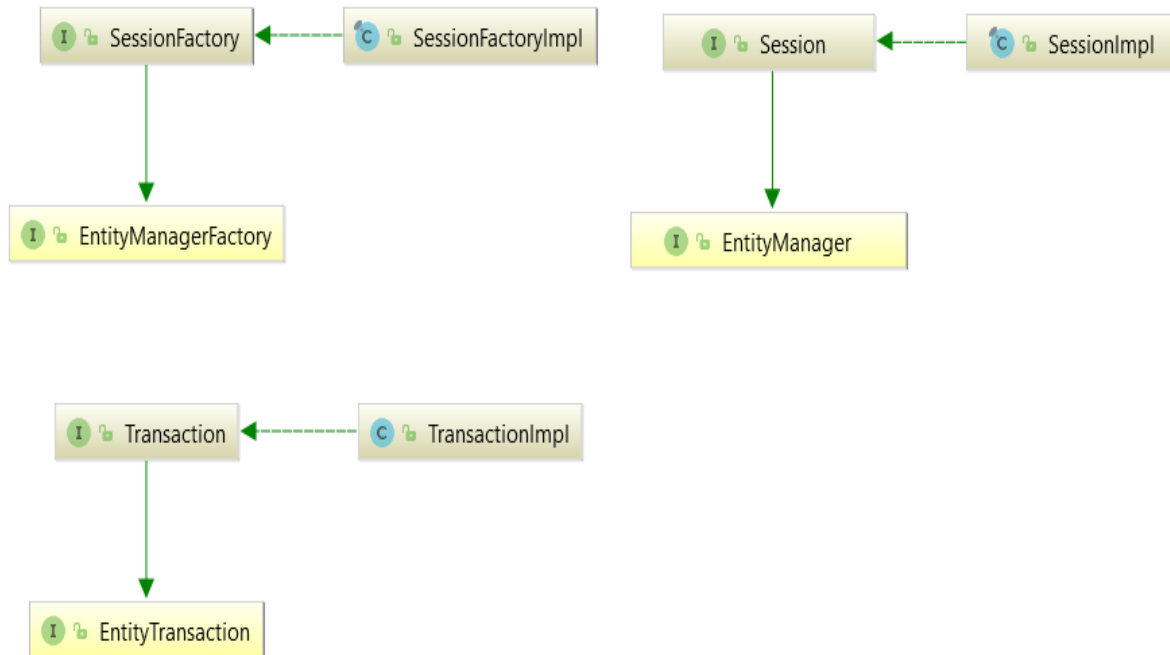 I SessionFactory
C SessionFactoryImpl
I Session
C SessionImpl
I EntityManagerFactory
I EntityManager
I Transaction
C TransactionImpl
I EntityTransaction